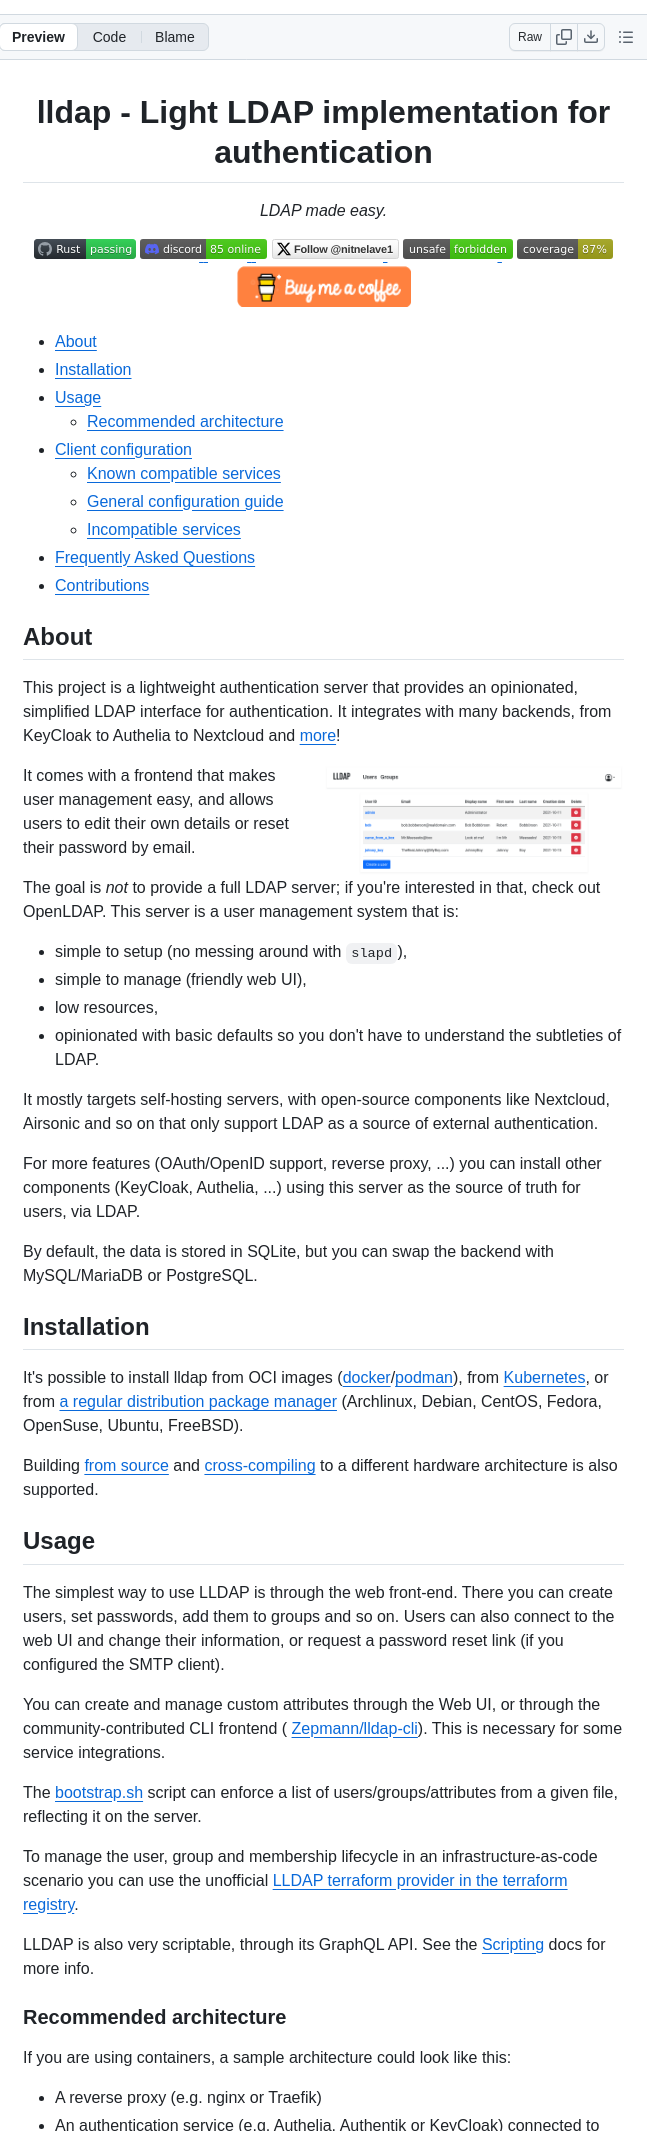 Preview Code Blame Raw
lldap - Light LDAP implementation for
authentication
LDAP made easy.
Rust passing discord 85 online Follow @nitnelave1 unsafe forbidden coverage 87%
Buy me a coffee
About
Installation
Usage
Recommended architecture
Client configuration
Known compatible services
General configuration guide
Incompatible services
Frequently Asked Questions
Contributions
About
This project is a lightweight authentication server that provides an opinionated,
simplified LDAP interface for authentication. It integrates with many backends, from
KeyCloak to Authelia to Nextcloud and more!
It comes with a frontend that makes
user management easy, and allows
users to edit their own details or reset
their password by email.
LLDAP Users Groups
User ID Email Display name First name Last name Creation date Delete
admin Administrator
bob
The goal is not to provide a full LDAP server; if you're interested in that, check out
OpenLDAP. This server is a user management system that is:
simple to setup (no messing around with slapd),
simple to manage (friendly web UI),
low resources,
opinionated with basic defaults so you don't have to understand the subtleties of
LDAP.
It mostly targets self-hosting servers, with open-source components like Nextcloud,
Airsonic and so on that only support LDAP as a source of external authentication.
For more features (OAuth/OpenID support, reverse proxy, ...) you can install other
components (KeyCloak, Authelia, ...) using this server as the source of truth for
users, via LDAP.
By default, the data is stored in SQLite, but you can swap the backend with
MySQL/MariaDB or PostgreSQL.
Installation
It's possible to install lldap from OCI images (docker/podman), from Kubernetes, or
from a regular distribution package manager (Archlinux, Debian, CentOS, Fedora,
OpenSuse, Ubuntu, FreeBSD).
Building from source and cross-compiling to a different hardware architecture is also
supported.
Usage
The simplest way to use LLDAP is through the web front-end. There you can create
users, set passwords, add them to groups and so on. Users can also connect to the
web UI and change their information, or request a password reset link (if you
configured the SMTP client).
You can create and manage custom attributes through the Web UI, or through the
community-contributed CLI frontend ( Zepmann/lldap-cli). This is necessary for some
service integrations.
The bootstrap.sh script can enforce a list of users/groups/attributes from a given file,
reflecting it on the server.
To manage the user, group and membership lifecycle in an infrastructure-as-code
scenario you can use the unofficial LLDAP terraform provider in the terraform
registry.
LLDAP is also very scriptable, through its GraphQL API. See the Scripting docs for
more info.
Recommended architecture
If you are using containers, a sample architecture could look like this:
A reverse proxy (e.g. nginx or Traefik)
An authentication service (e.g. Authelia, Authentik or KeyCloak) connected to